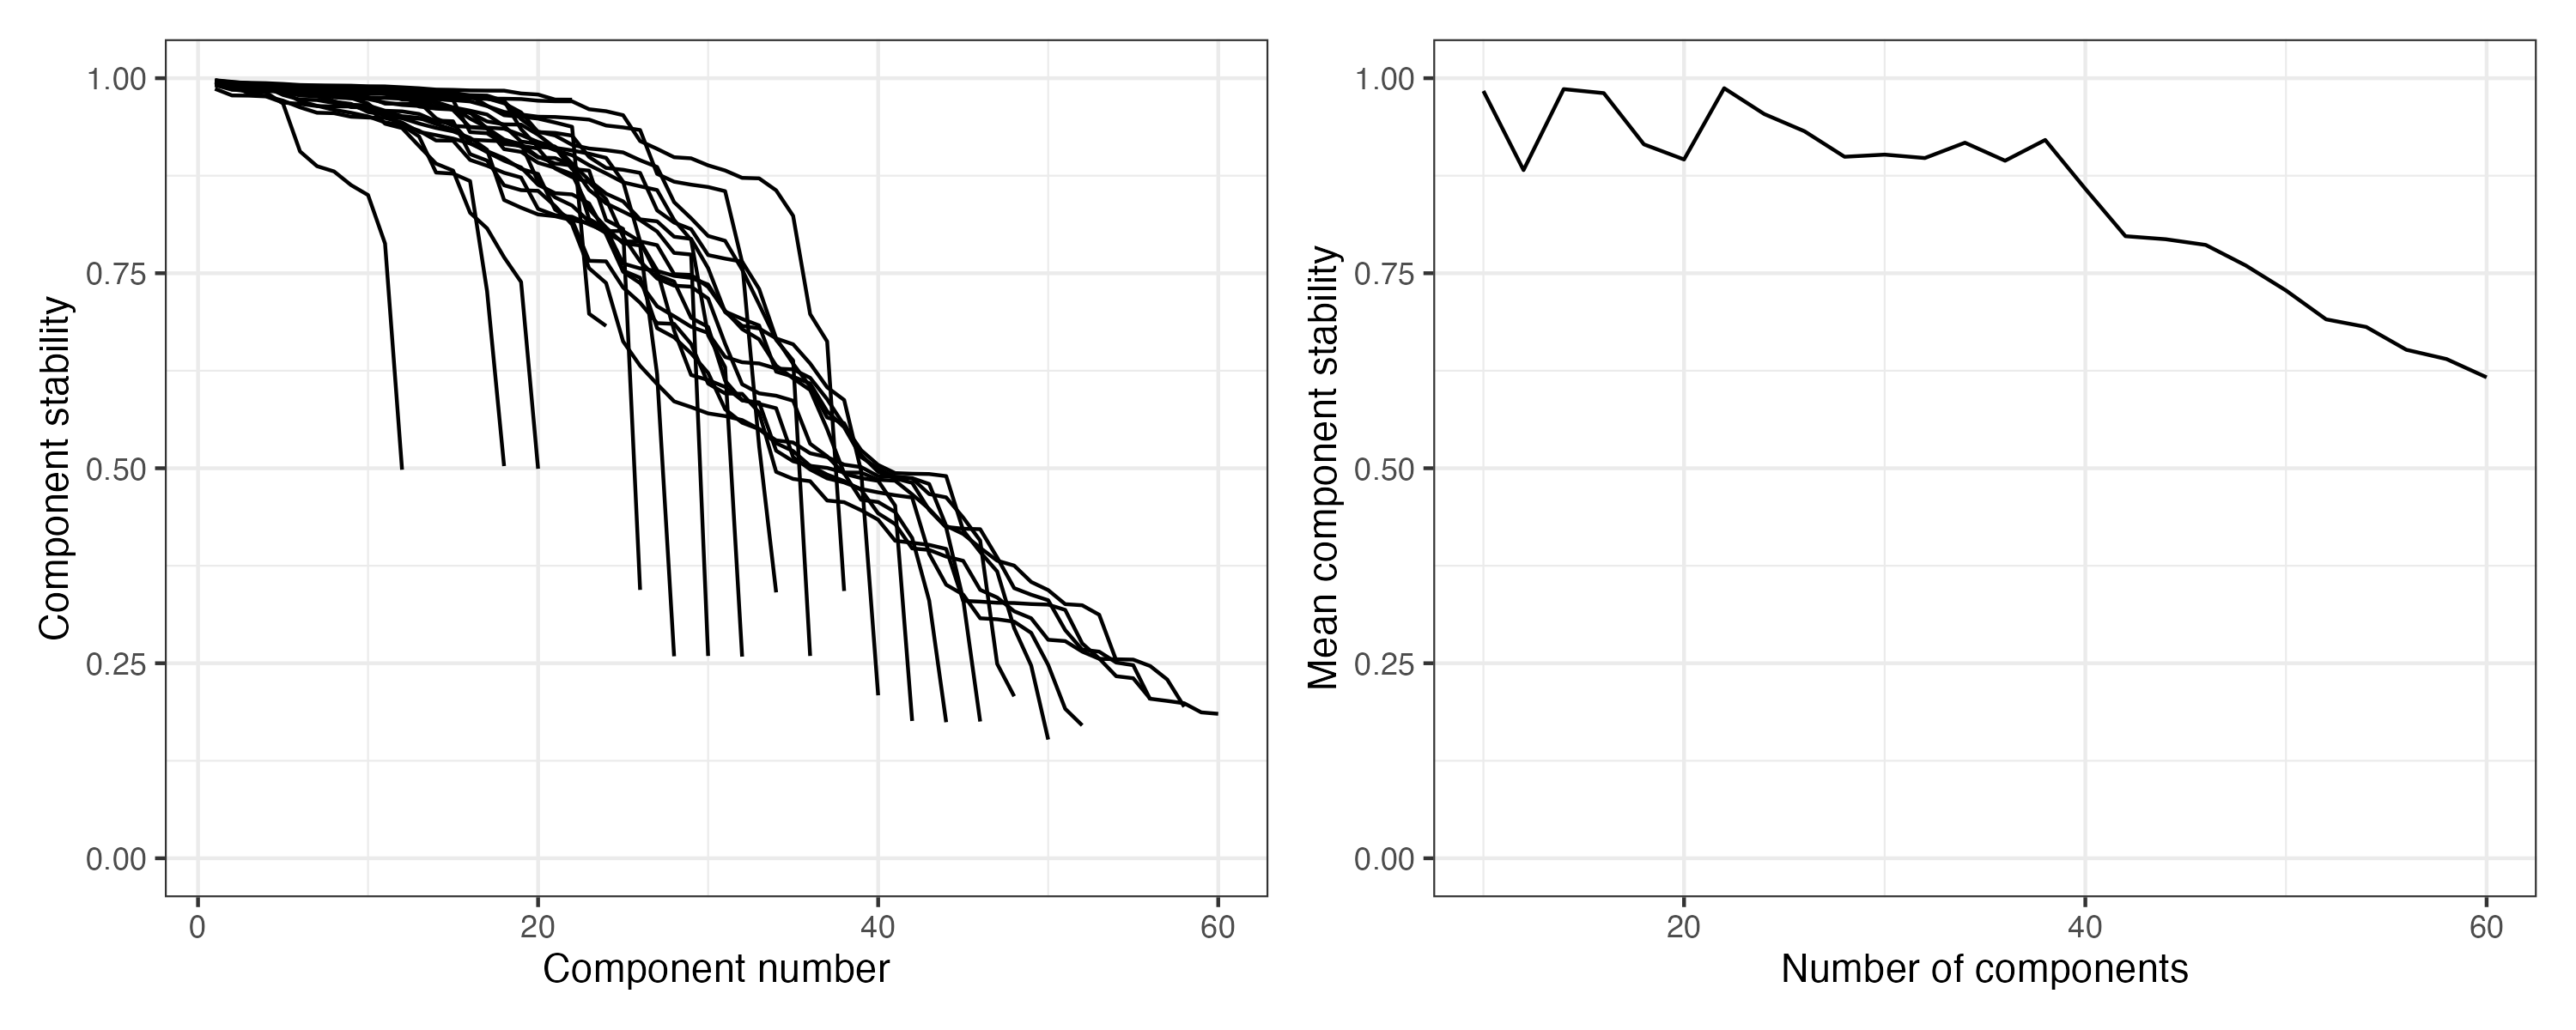 Component stability
1.00
0.75
0.50
0.25
0.00
0 20 40 60
Component number
Mean component stability
1.00
0.75
0.50
0.25
0.00
20 40 60
Number of components